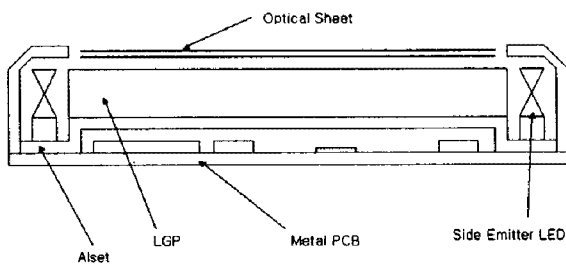 Optical Sheet
Side Emitter LED
LGP
Metal PCB
Alset